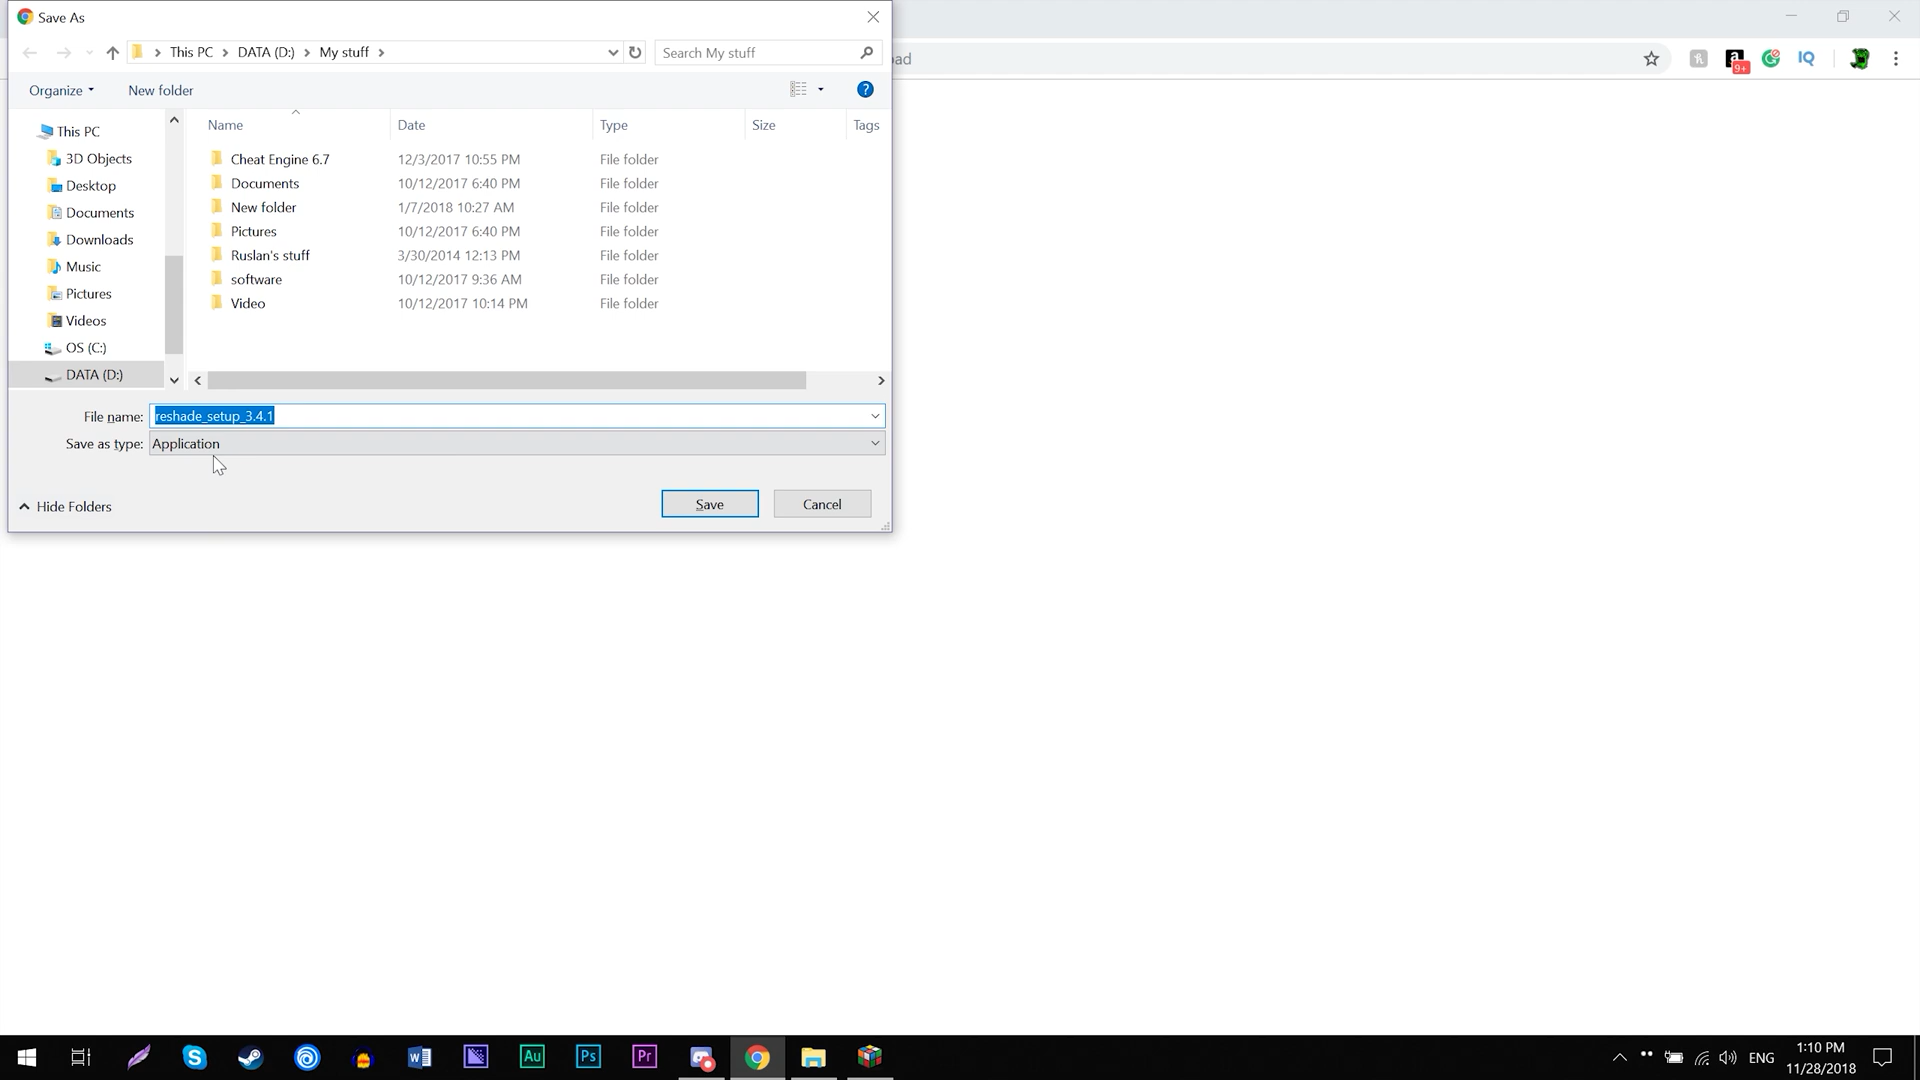 Save As
This PC DATA (D:) My stuff
Search My stuff
ad
9+
IQ
Organize
New folder
?
Name Date Type Size Tags
This PC
3D Objects
Desktop
Documents
Downloads
Music
Pictures
Videos
OS (C:)
DATA (D:)
Cheat Engine 6.7 12/3/2017 10:55 PM File folder
Documents 10/12/2017 6:40 PM File folder
New folder 1/7/2018 10:27 AM File folder
Pictures 10/12/2017 6:40 PM File folder
Ruslan's stuff 3/30/2014 12:13 PM File folder
software 10/12/2017 9:36 AM File folder
Video 10/12/2017 10:14 PM File folder
File name: reshade_setup_3.4.1
Save as type: Application
Hide Folders
Save
Cancel
Au
Ps
Pr
ENG
1:10 PM
11/28/2018